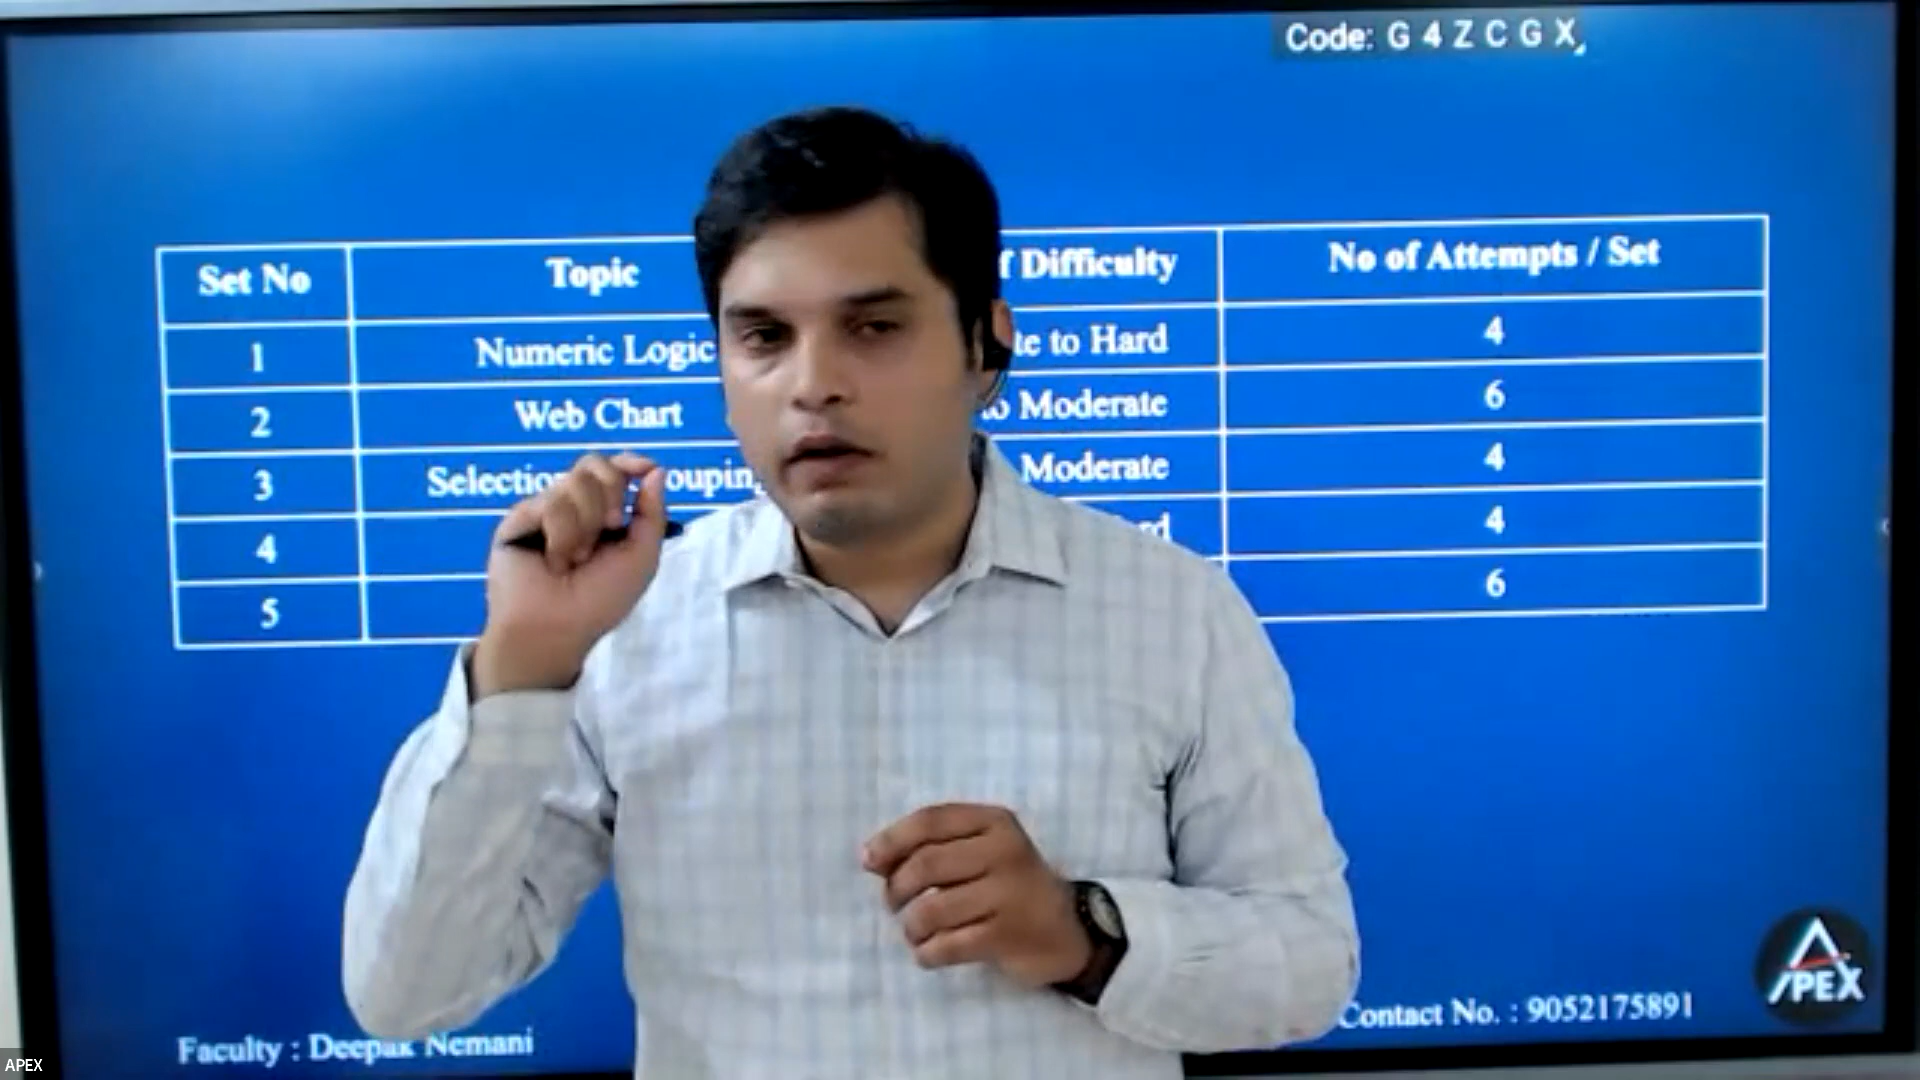 Code: G 4 Z C G X
Set No Topic Difficulty No of Attempts / Set
1 Numeric Logic to Hard 4
2 Web Chart Moderate 6
3 Moderate 4
4 4
5 6
APEX
Contact No. : 9052175891
Faculty : Deepak Nemani
APEX